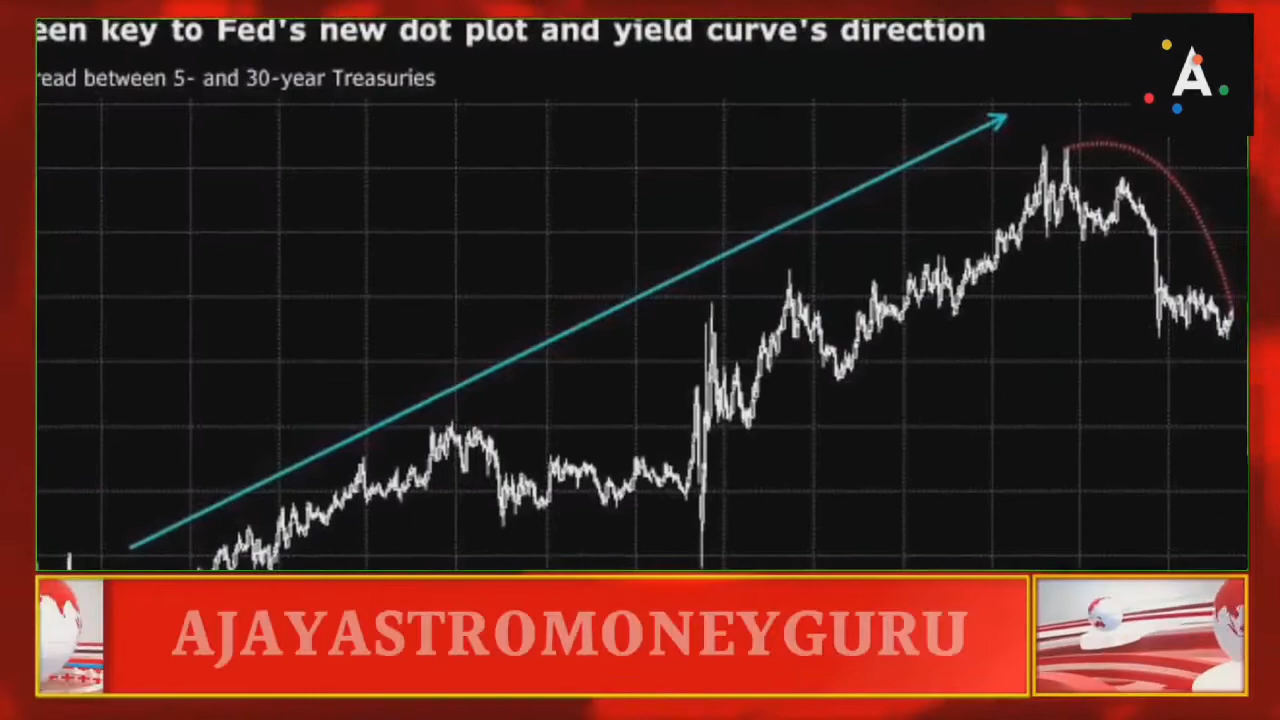 een key to Fed's new dot plot and yield curve's direction
read between 5- and 30-year Treasuries
A
AJAYASTROMONEYGURU